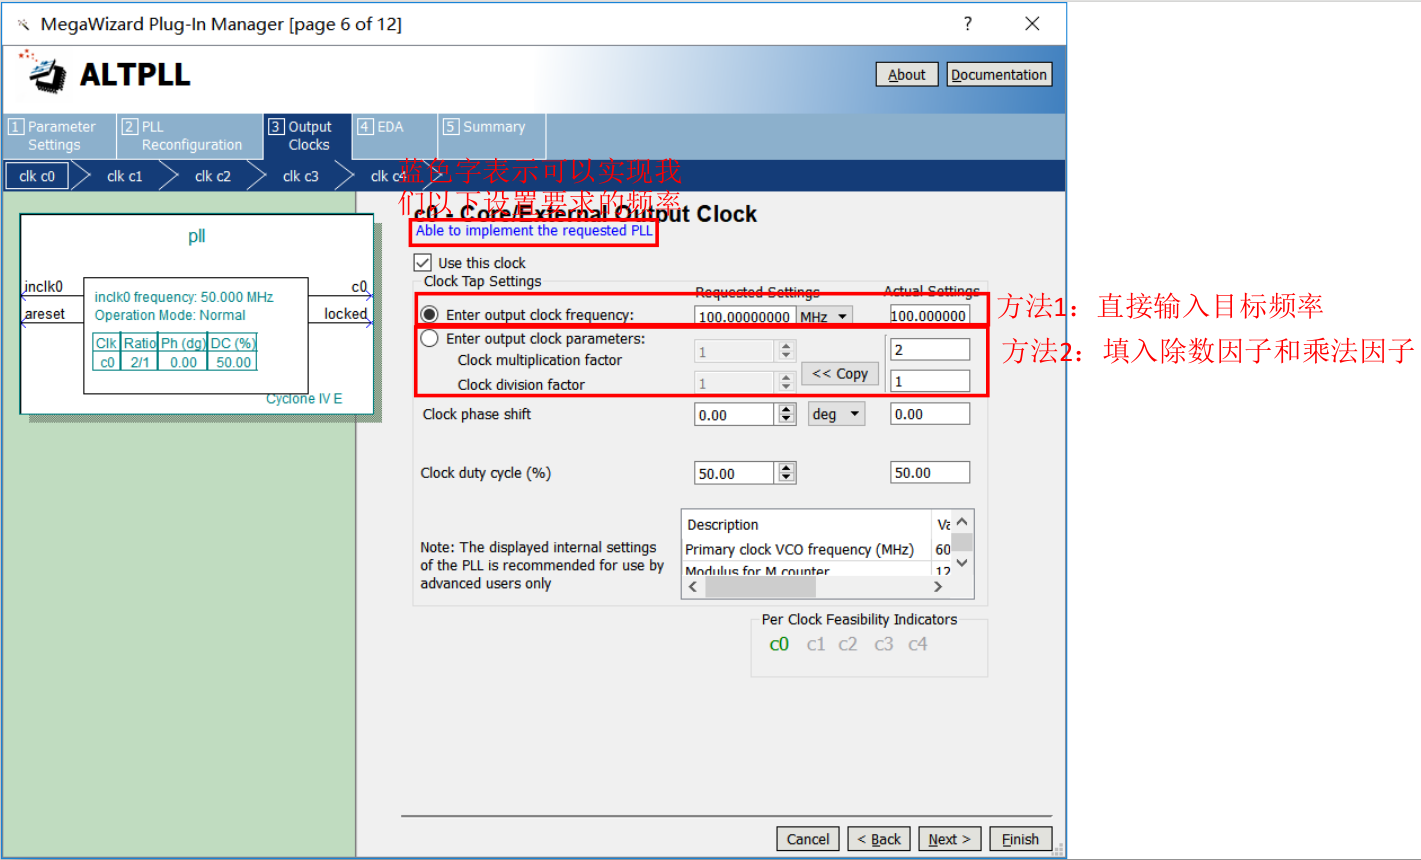 MegaWizard Plug-In Manager [page 6 of 12]
?
ALTPLL
About
Documentation
1 Parameter Settings
2 PLL Reconfiguration
3 Output Clocks
4 EDA
5 Summary
clk c0
clk c1
clk c2
clk c3
clk c4
蓝色字表示可以实现我
们以下设置要求的频率
c0 - Core/External Output Clock
Able to implement the requested PLL
pll
inclk0
areset
c0
locked
inclk0 frequency: 50.000 MHz
Operation Mode: Normal
Clk Ratio Ph (dg) DC (%)
c0 2/1 0.00 50.00
Cyclone IV E
Use this clock
Clock Tap Settings
Requested Settings Actual Settings
Enter output clock frequency: 100.00000000 MHz 100.000000
方法1：直接输入目标频率
Enter output clock parameters:
Clock multiplication factor 1 2
<< Copy
Clock division factor 1 1
方法2：填入除数因子和乘法因子
Clock phase shift 0.00 deg 0.00
Clock duty cycle (%) 50.00 50.00
Note: The displayed internal settings
of the PLL is recommended for use by
advanced users only
Description
Primary clock VCO frequency (MHz) 60
Modulus for M counter 12
Per Clock Feasibility Indicators
c0 c1 c2 c3 c4
Cancel
< Back
Next >
Finish